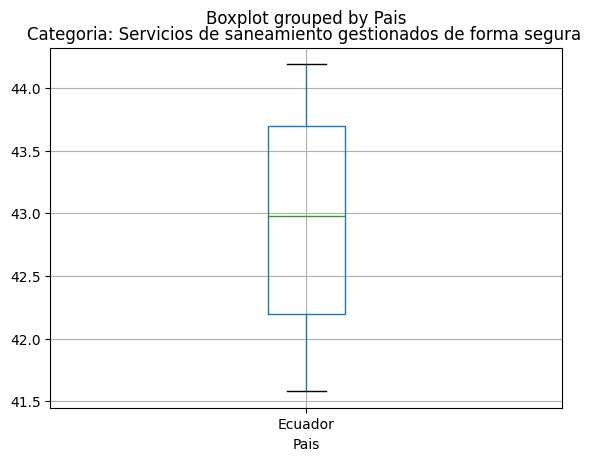 Boxplot grouped by Pais
Categoria: Servicios de saneamiento gestionados de forma segura
44.0
43.5
43.0
42.5
42.0
41.5
Ecuador
Pais